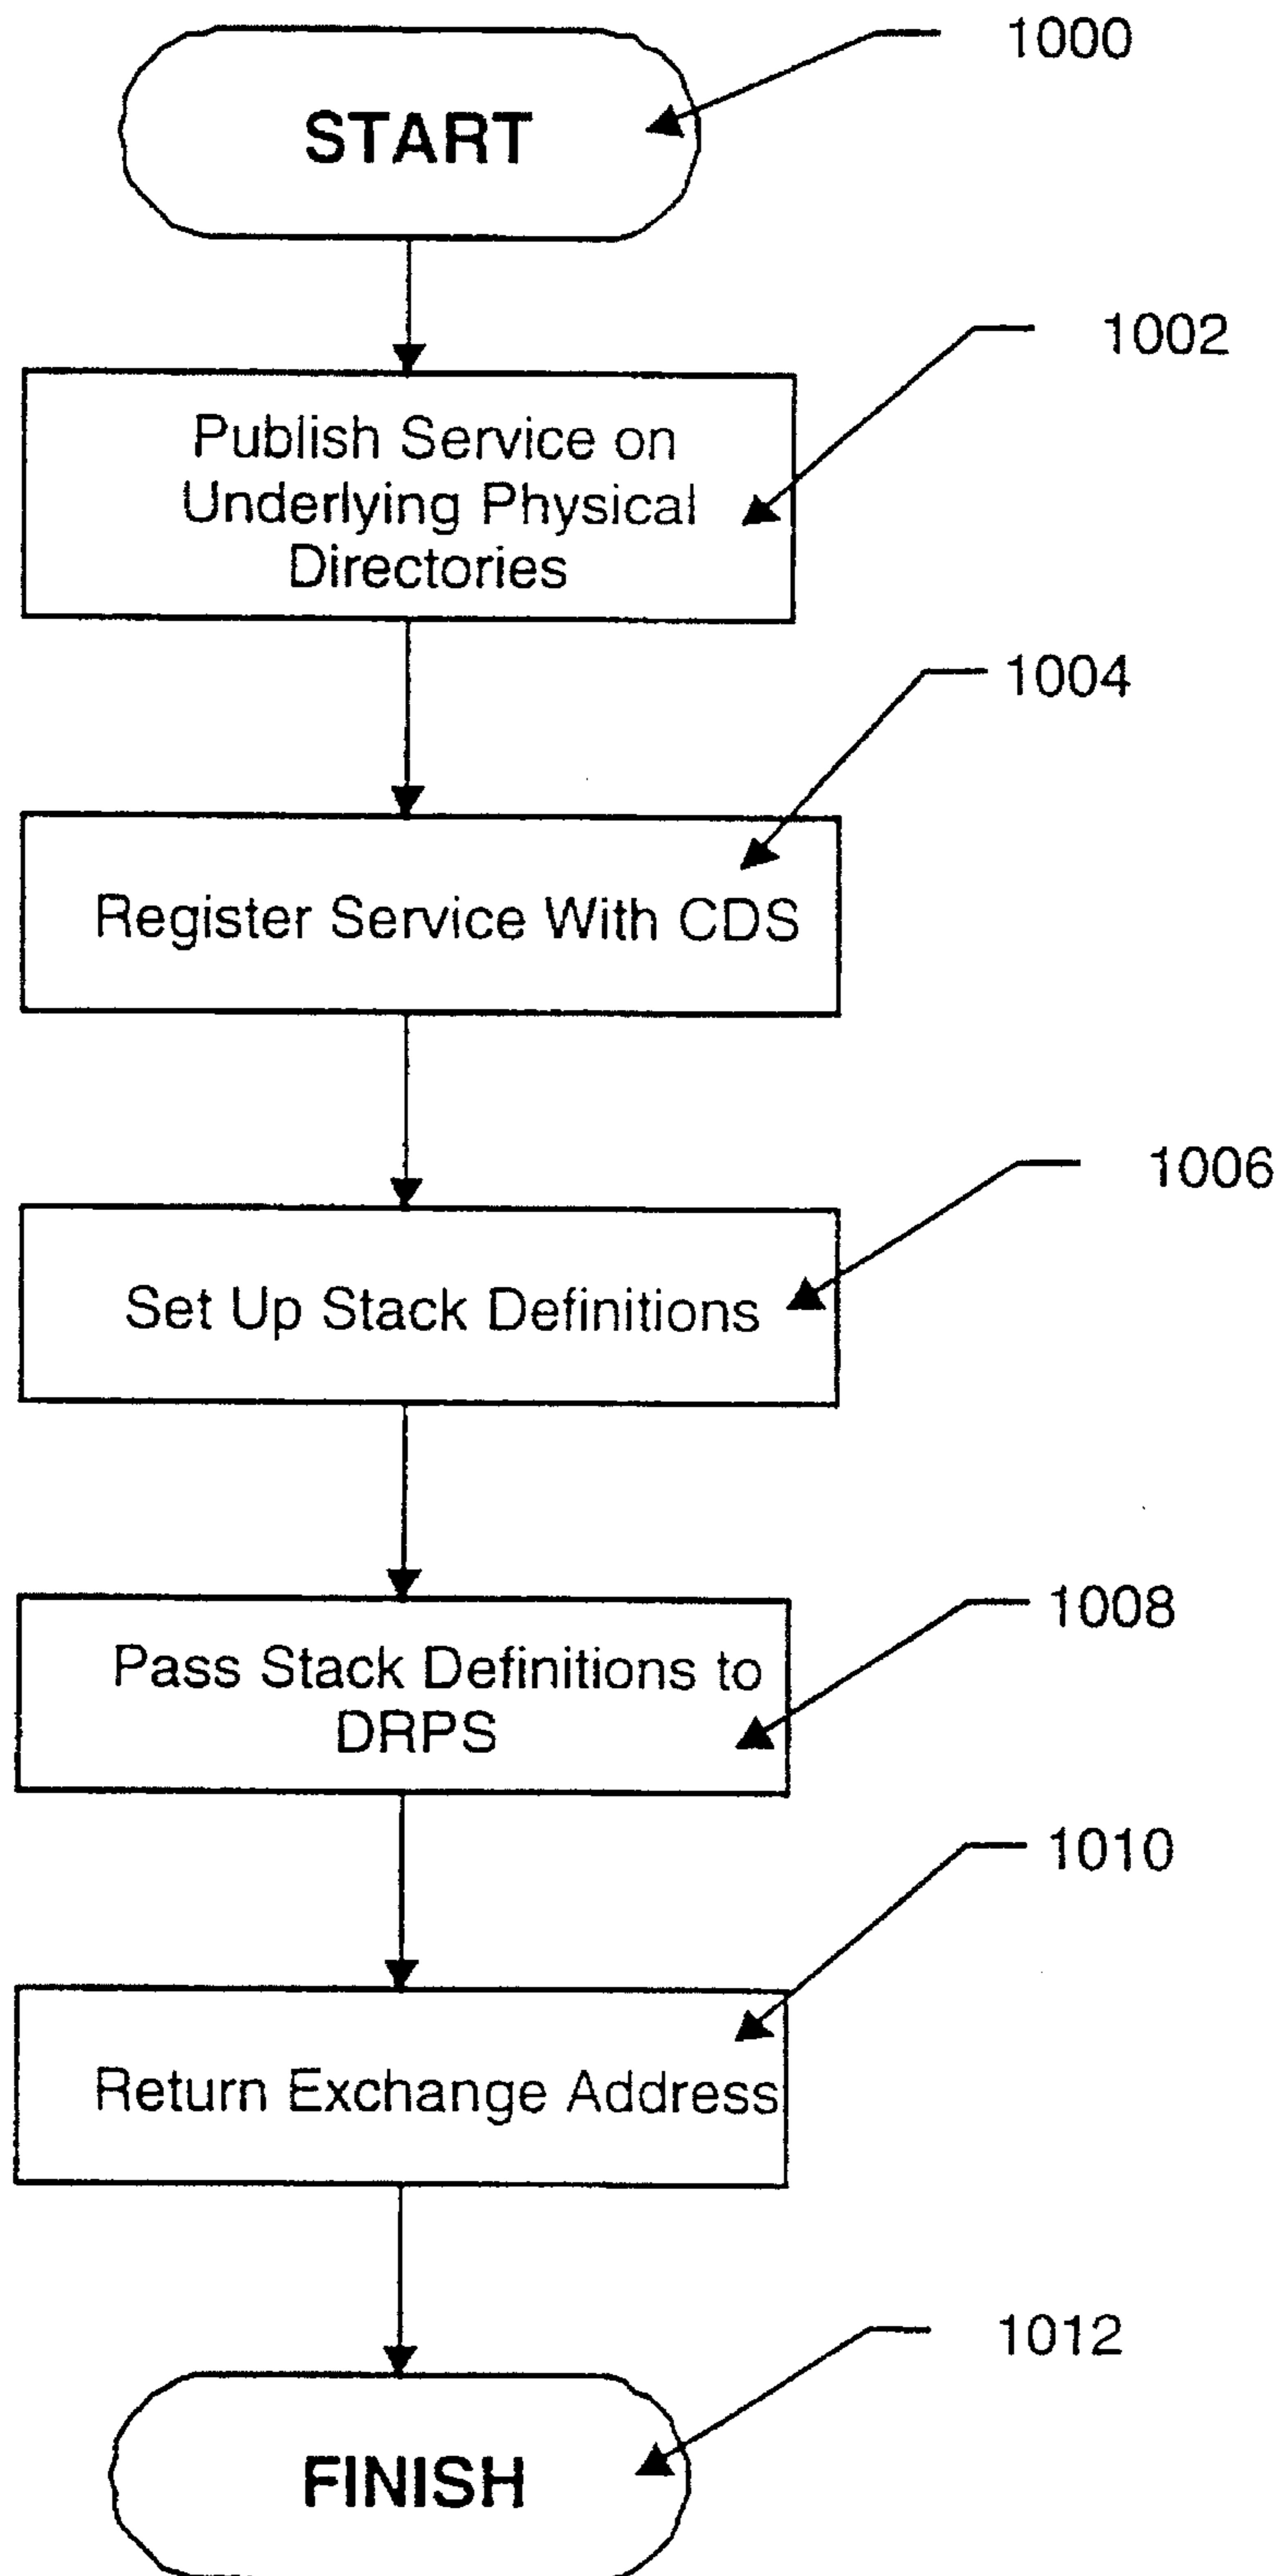 1000
START
1002
Publish Service on
Underlying Physical
Directories
1004
Register Service With CDS
1006
Set Up Stack Definitions
1008
Pass Stack Definitions to
DRPS
1010
Return Exchange Address
1012
FINISH